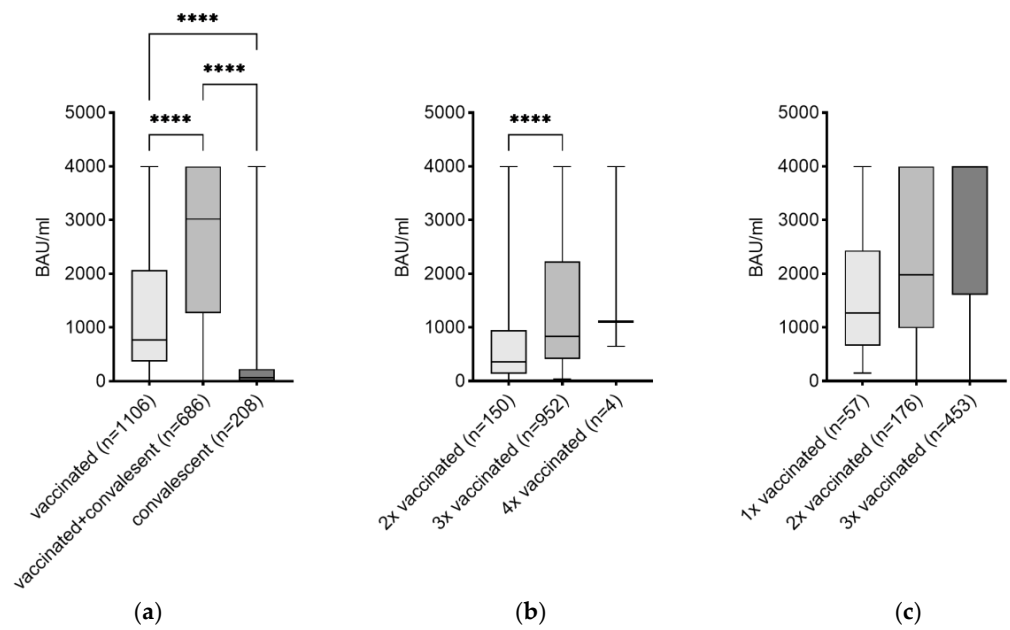 ****
****
****
5000
4000
3000
2000
1000
0
BAU/ml
vaccinated (n=1106)
vaccinated+convalesent (n=686)
convalescent (n=208)
(a)
****
5000
4000
3000
2000
1000
0
BAU/ml
2x vaccinated (n=150)
3x vaccinated (n=952)
4x vaccinated (n=4)
(b)
5000
4000
3000
2000
1000
0
BAU/ml
1x vaccinated (n=57)
2x vaccinated (n=176)
3x vaccinated (n=453)
(c)